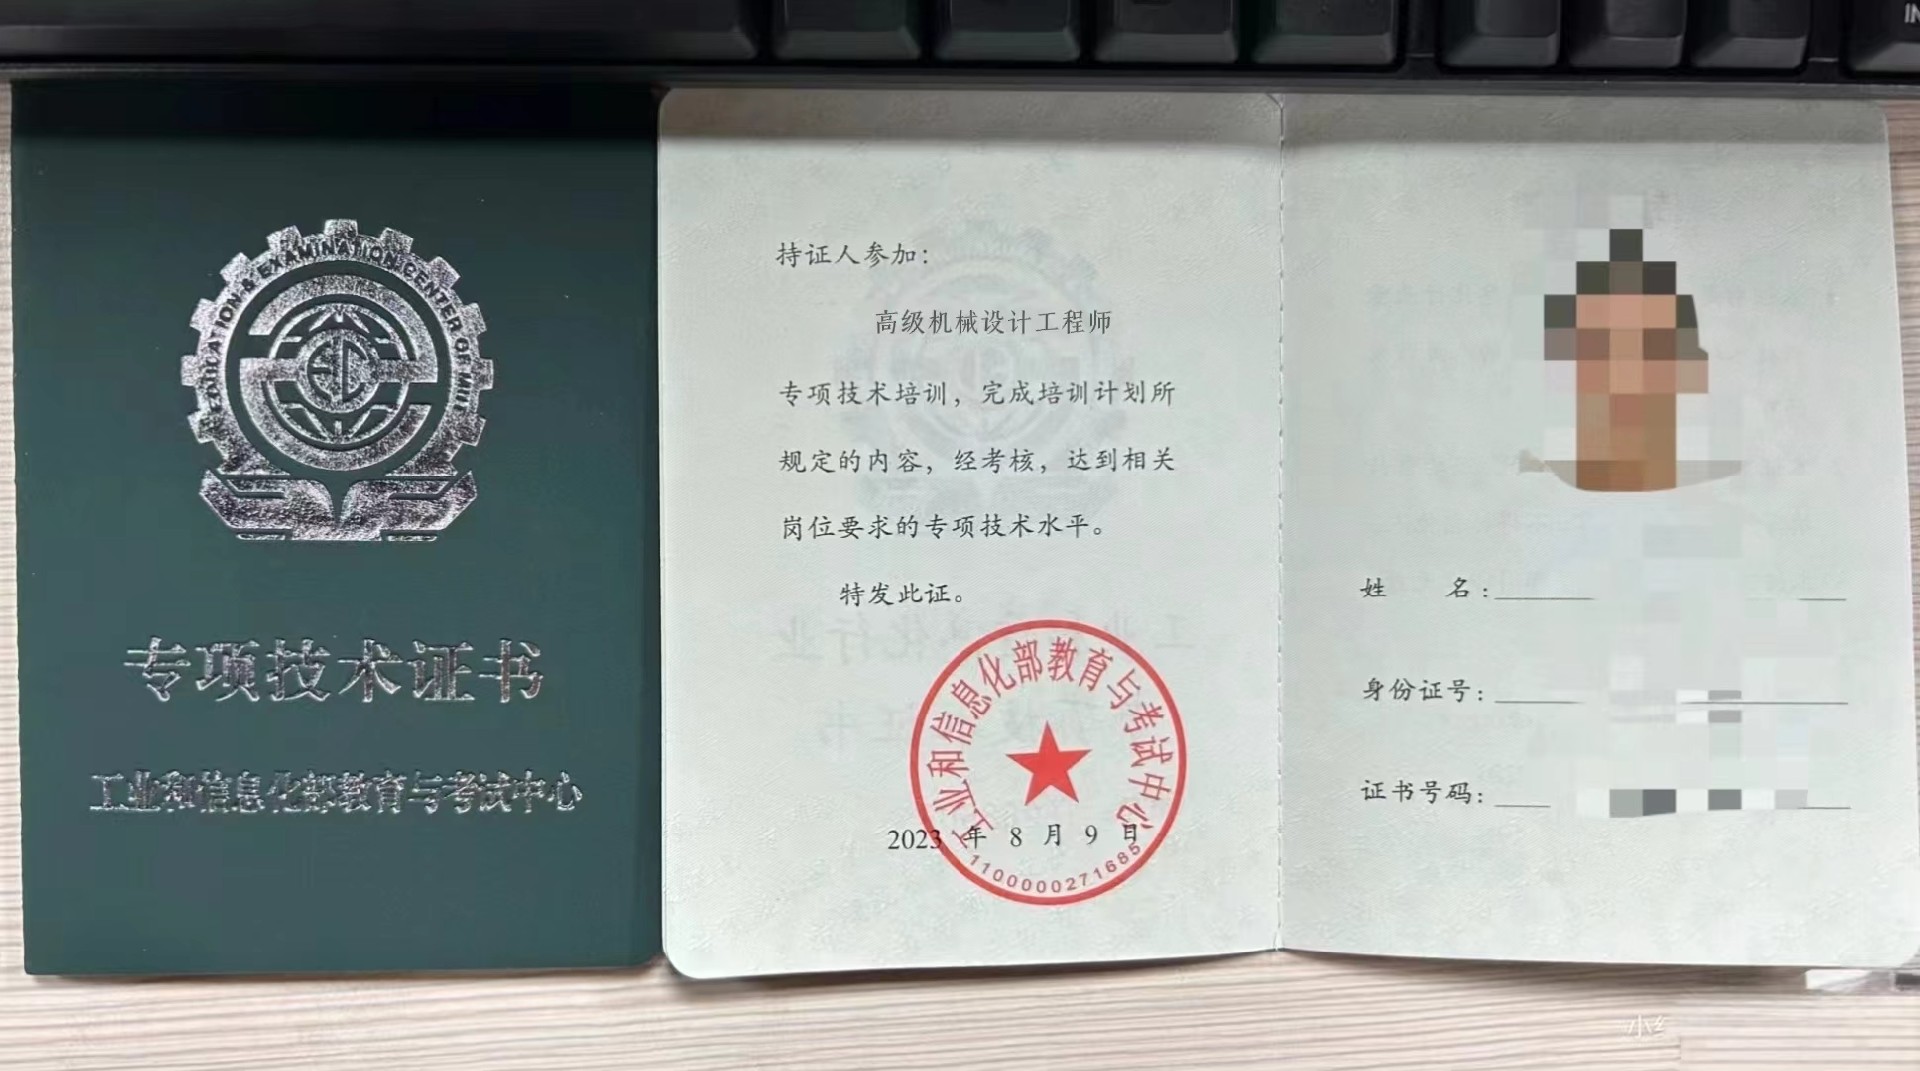 EDUCATION & EXAMINATION CENTER OF MIIT
专项技术证书
工业和信息化部教育与考试中心
持证人参加：
高级机械设计工程师
专项技术培训，完成培训计划所
规定的内容，经考核，达到相关
岗位要求的专项技术水平。
特发此证。
工业和信息化部教育与考试中心
2023 年 8 月 9 日
1100000271685
姓 名：
身份证号：
证书号码：